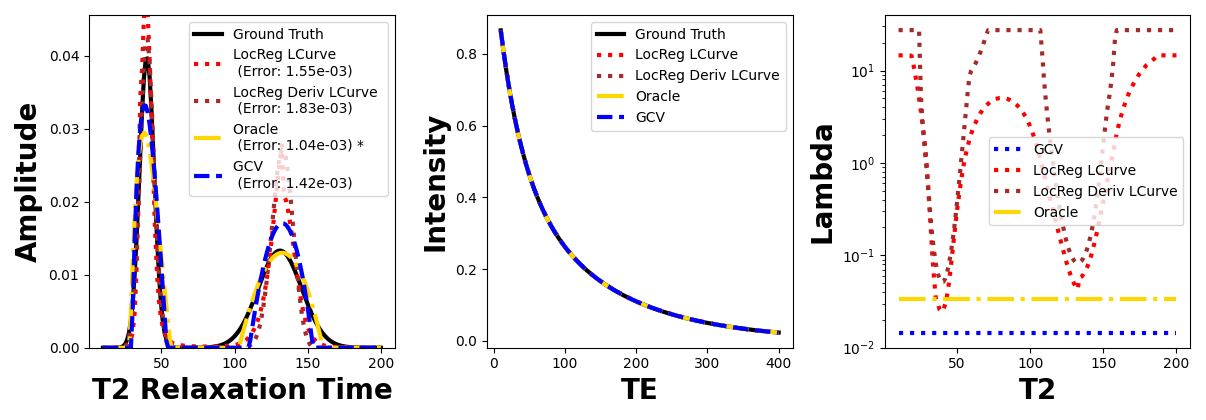 Amplitude
0.04
0.03
0.02
0.01
0.00
50
100
150
200
T2 Relaxation Time
Ground Truth
LocReg LCurve
(Error: 1.55e-03)
LocReg Deriv LCurve
(Error: 1.83e-03)
Oracle
(Error: 1.04e-03) *
GCV
(Error: 1.42e-03)
Intensity
0.8
0.6
0.4
0.2
0.0
0
100
200
300
400
TE
Ground Truth
LocReg LCurve
LocReg Deriv LCurve
Oracle
GCV
Lambda
10¹
10⁰
10⁻¹
10⁻²
50
100
150
200
T2
GCV
LocReg LCurve
LocReg Deriv LCurve
Oracle